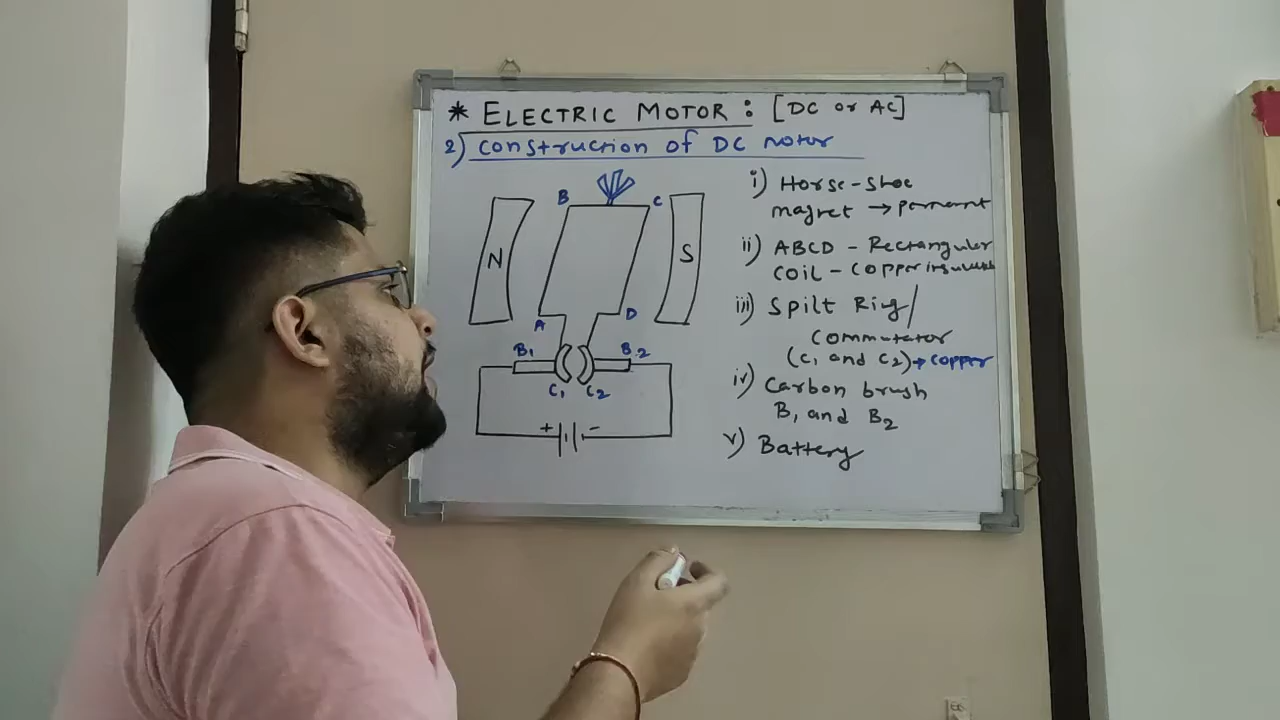 * ELECTRIC MOTOR : [DC or AC]
2) Construction of DC motor
i) Horse-shoe
magnet → permanent
ii) ABCD - Rectangular
coil - copper
iii) Spilt Ring/
Commutator
(C1 and C2) → copper
iv) Carbon brush
B1 and B2
v) Battery
B C
N S
A D
B1 B2
C1 C2
+ -